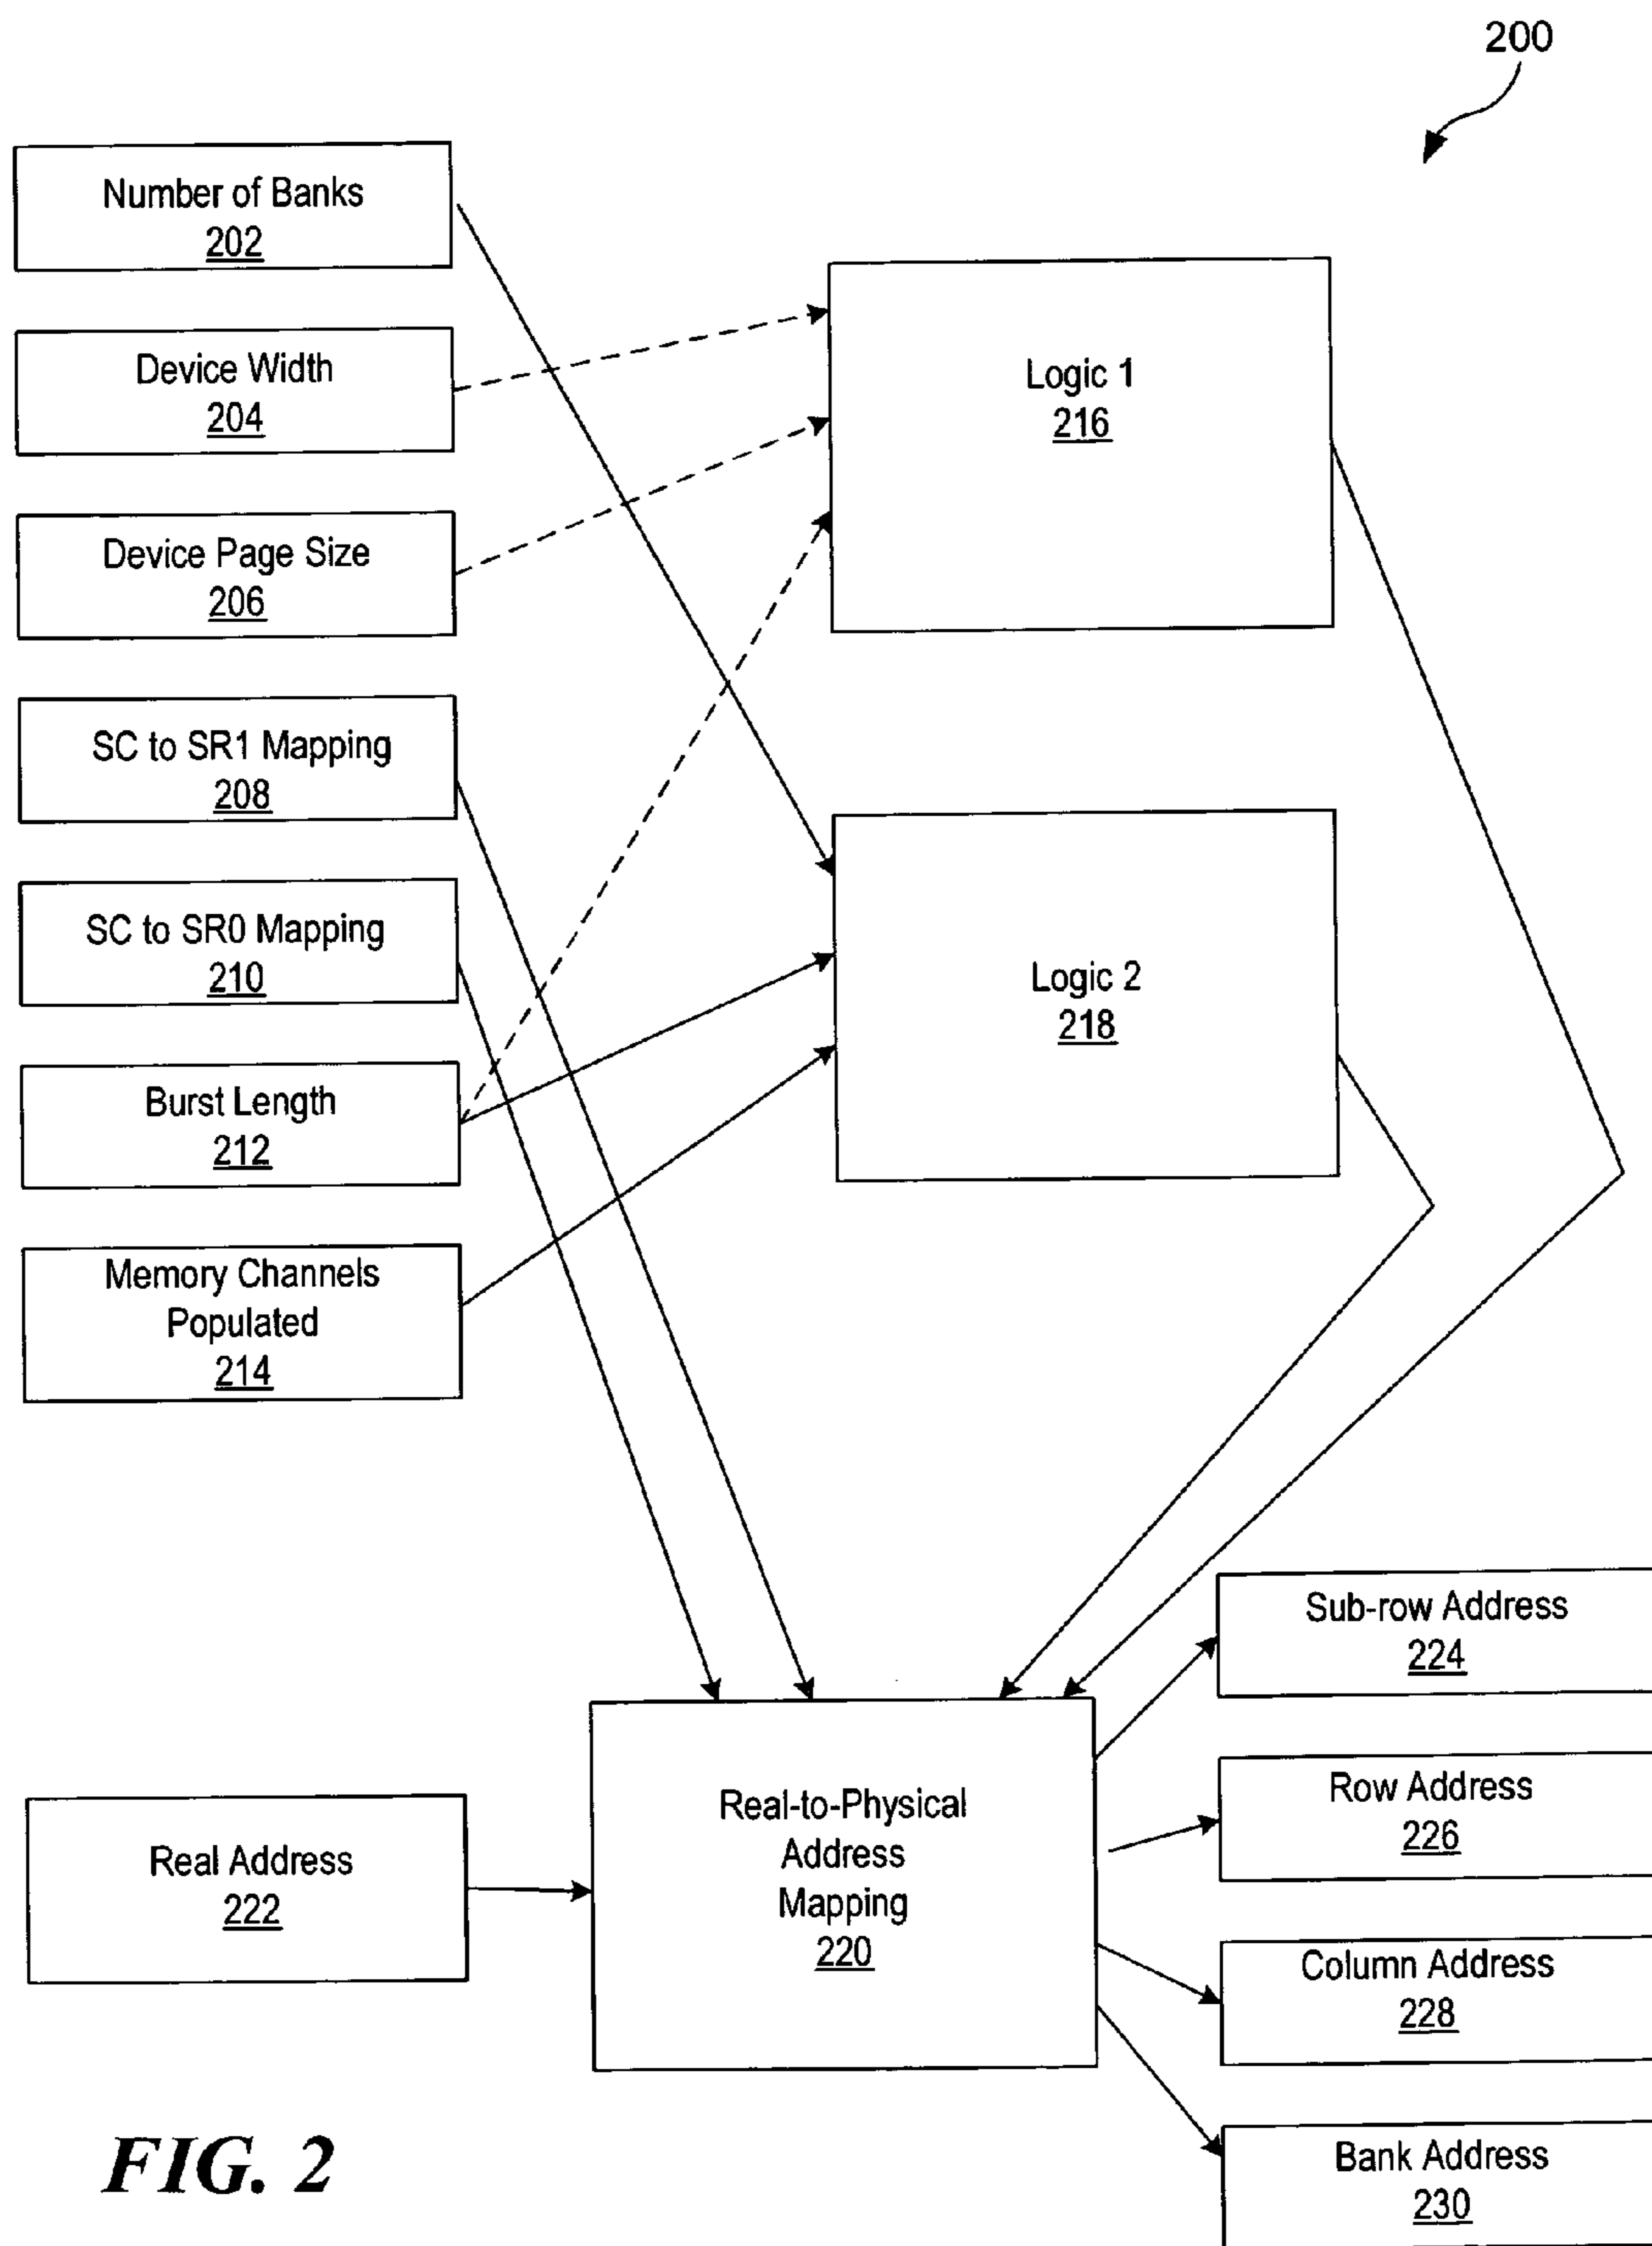 200
Number of Banks
202
Device Width
204
Device Page Size
206
SC to SR1 Mapping
208
SC to SR0 Mapping
210
Burst Length
212
Memory Channels
Populated
214
Logic 1
216
Logic 2
218
Real Address
222
Real-to-Physical
Address
Mapping
220
Sub-row Address
224
Row Address
226
Column Address
228
Bank Address
230
FIG. 2